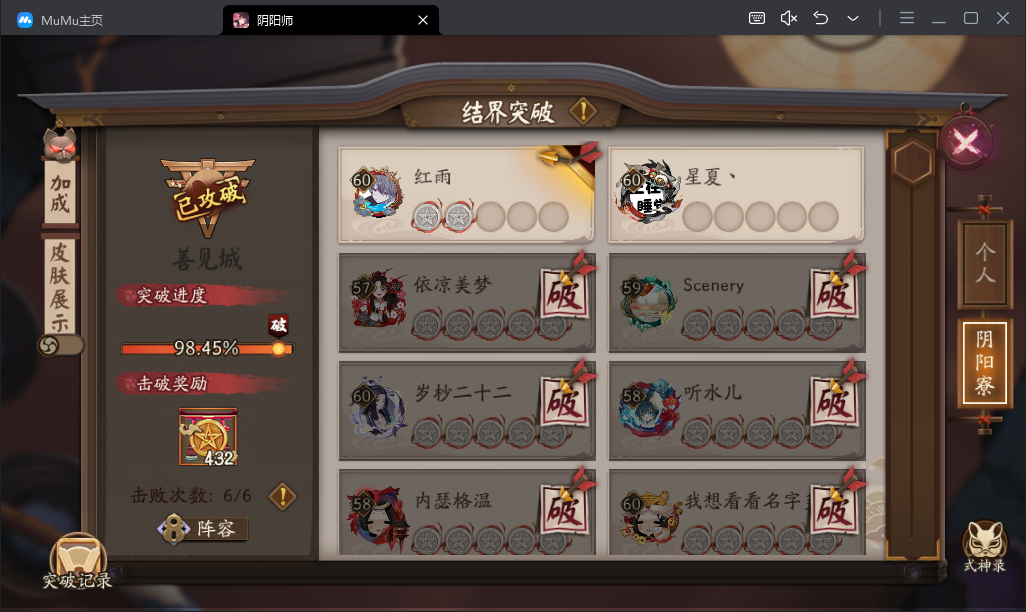 MuMu主页
阴阳师
结界突破
加成
皮肤展示
已攻破
善见城
突破进度
破
98.45%
击破奖励
432
击败次数: 6/6
阵容
突破记录
60
红雨
60
星夏丶
57
依凉美梦
破
59
Scenery
破
60
岁杪二十二
破
58
听水儿
破
58
内瑟格温
破
60
我想看看名字
破
个人
阴阳寮
式神录